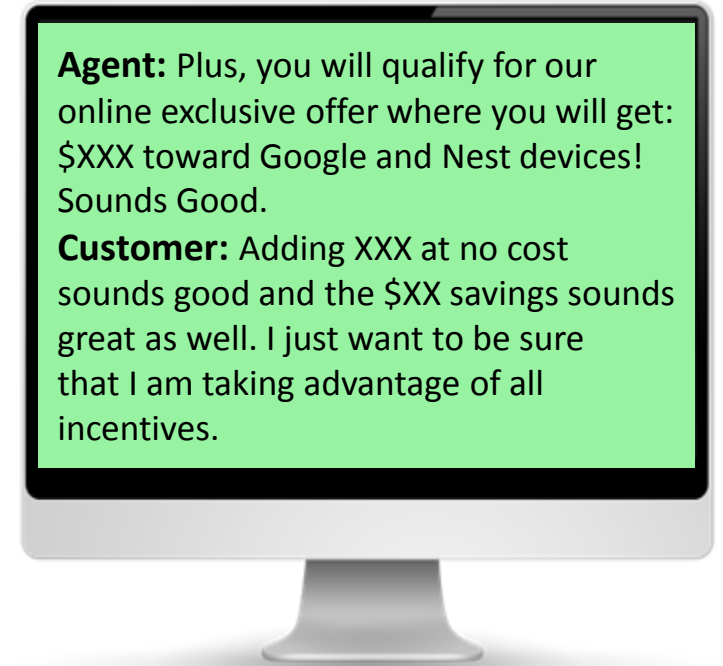 Agent: Plus, you will qualify for our
online exclusive offer where you will get:
$XXX toward Google and Nest devices!
Sounds Good.
Customer: Adding XXX at no cost
sounds good and the $XX savings sounds
great as well. I just want to be sure
that I am taking advantage of all
incentives.